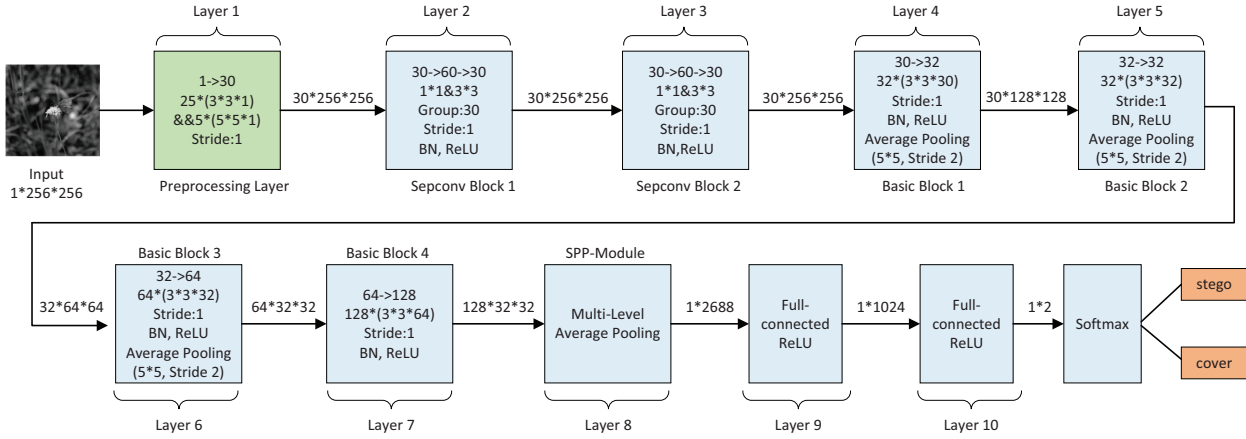 Layer 1
Layer 2
Layer 3
Layer 4
Layer 5
1->30
25*(3*3*1)
&&5*(5*5*1)
Stride:1
30->60->30
1*1&3*3
Group:30
Stride:1
BN, ReLU
30->60->30
1*1&3*3
Group:30
Stride:1
BN,ReLU
30->32
32*(3*3*30)
Stride:1
BN, ReLU
Average Pooling
(5*5, Stride 2)
32->32
32*(3*3*32)
Stride:1
BN, ReLU
Average Pooling
(5*5, Stride 2)
30*256*256
30*256*256
30*256*256
30*128*128
Input
1*256*256
Preprocessing Layer
Sepconv Block 1
Sepconv Block 2
Basic Block 1
Basic Block 2
Basic Block 3
Basic Block 4
SPP-Module
32*64*64
32->64
64*(3*3*32)
Stride:1
BN, ReLU
Average Pooling
(5*5, Stride 2)
64*32*32
64->128
128*(3*3*64)
Stride:1
BN, ReLU
128*32*32
Multi-Level
Average Pooling
1*2688
Full-
connected
ReLU
1*1024
Full-
connected
ReLU
1*2
Softmax
stego
cover
Layer 6
Layer 7
Layer 8
Layer 9
Layer 10